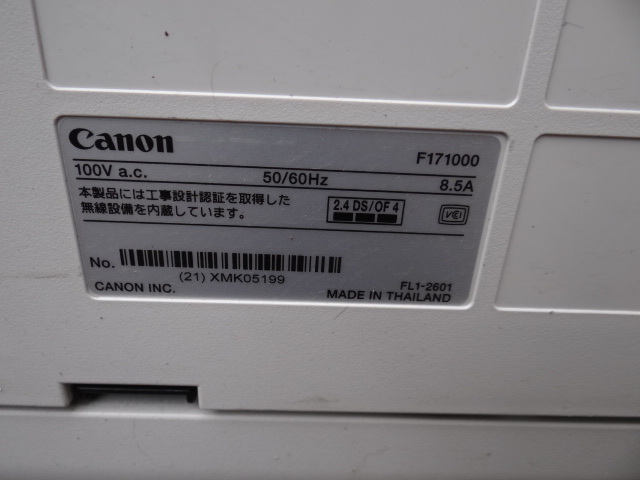 Canon
F171000
100V a.c. 50/60Hz 8.5A
本製品には工事設計認証を取得した
無線設備を内蔵しています。
2.4 DS/OF 4
VCI
No.
(21) XMK05199
FL1-2601
CANON INC. MADE IN THAILAND